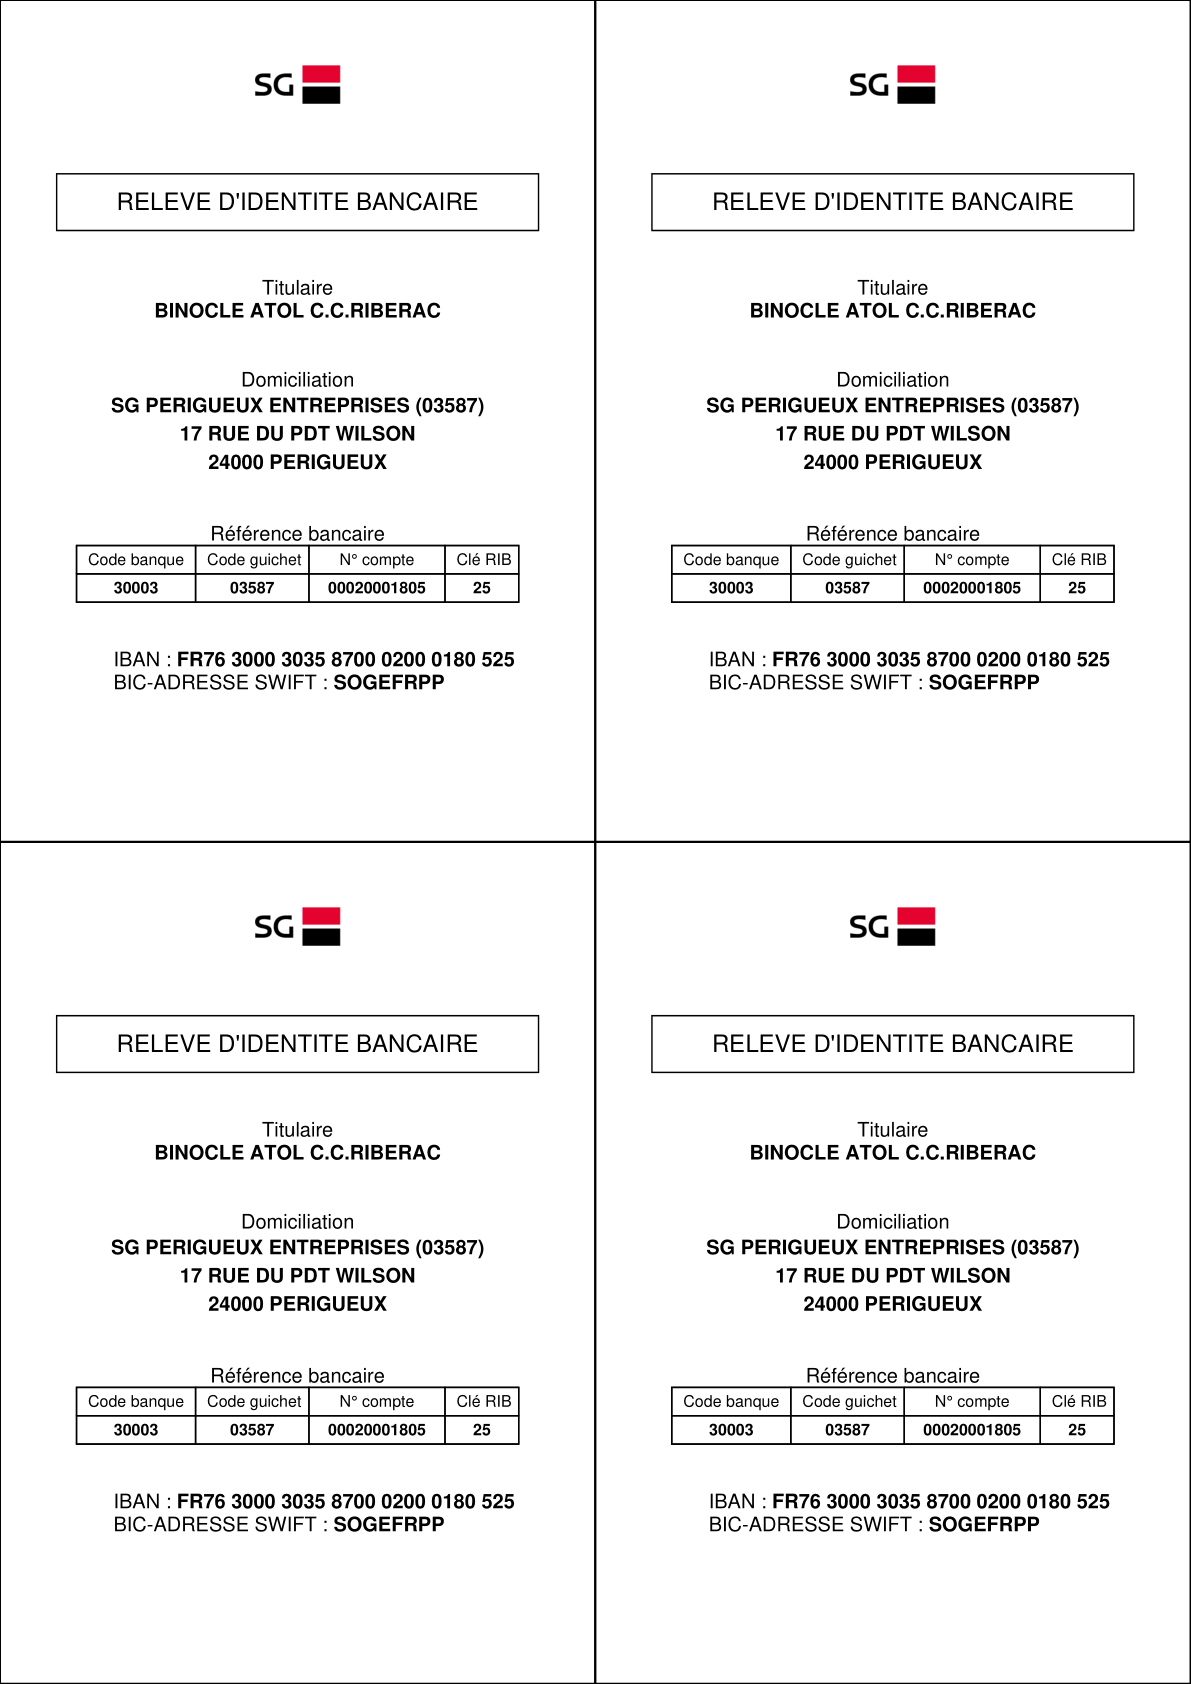 SG
RELEVE D'IDENTITE BANCAIRE
Titulaire
BINOCLE ATOL C.C.RIBERAC
Domiciliation
SG PERIGUEUX ENTREPRISES (03587)
17 RUE DU PDT WILSON
24000 PERIGUEUX
Référence bancaire
Code banque Code guichet N° compte Clé RIB
30003 03587 00020001805 25
IBAN : FR76 3000 3035 8700 0200 0180 525
BIC-ADRESSE SWIFT : SOGEFRPP
SG
RELEVE D'IDENTITE BANCAIRE
Titulaire
BINOCLE ATOL C.C.RIBERAC
Domiciliation
SG PERIGUEUX ENTREPRISES (03587)
17 RUE DU PDT WILSON
24000 PERIGUEUX
Référence bancaire
Code banque Code guichet N° compte Clé RIB
30003 03587 00020001805 25
IBAN : FR76 3000 3035 8700 0200 0180 525
BIC-ADRESSE SWIFT : SOGEFRPP
SG
RELEVE D'IDENTITE BANCAIRE
Titulaire
BINOCLE ATOL C.C.RIBERAC
Domiciliation
SG PERIGUEUX ENTREPRISES (03587)
17 RUE DU PDT WILSON
24000 PERIGUEUX
Référence bancaire
Code banque Code guichet N° compte Clé RIB
30003 03587 00020001805 25
IBAN : FR76 3000 3035 8700 0200 0180 525
BIC-ADRESSE SWIFT : SOGEFRPP
SG
RELEVE D'IDENTITE BANCAIRE
Titulaire
BINOCLE ATOL C.C.RIBERAC
Domiciliation
SG PERIGUEUX ENTREPRISES (03587)
17 RUE DU PDT WILSON
24000 PERIGUEUX
Référence bancaire
Code banque Code guichet N° compte Clé RIB
30003 03587 00020001805 25
IBAN : FR76 3000 3035 8700 0200 0180 525
BIC-ADRESSE SWIFT : SOGEFRPP